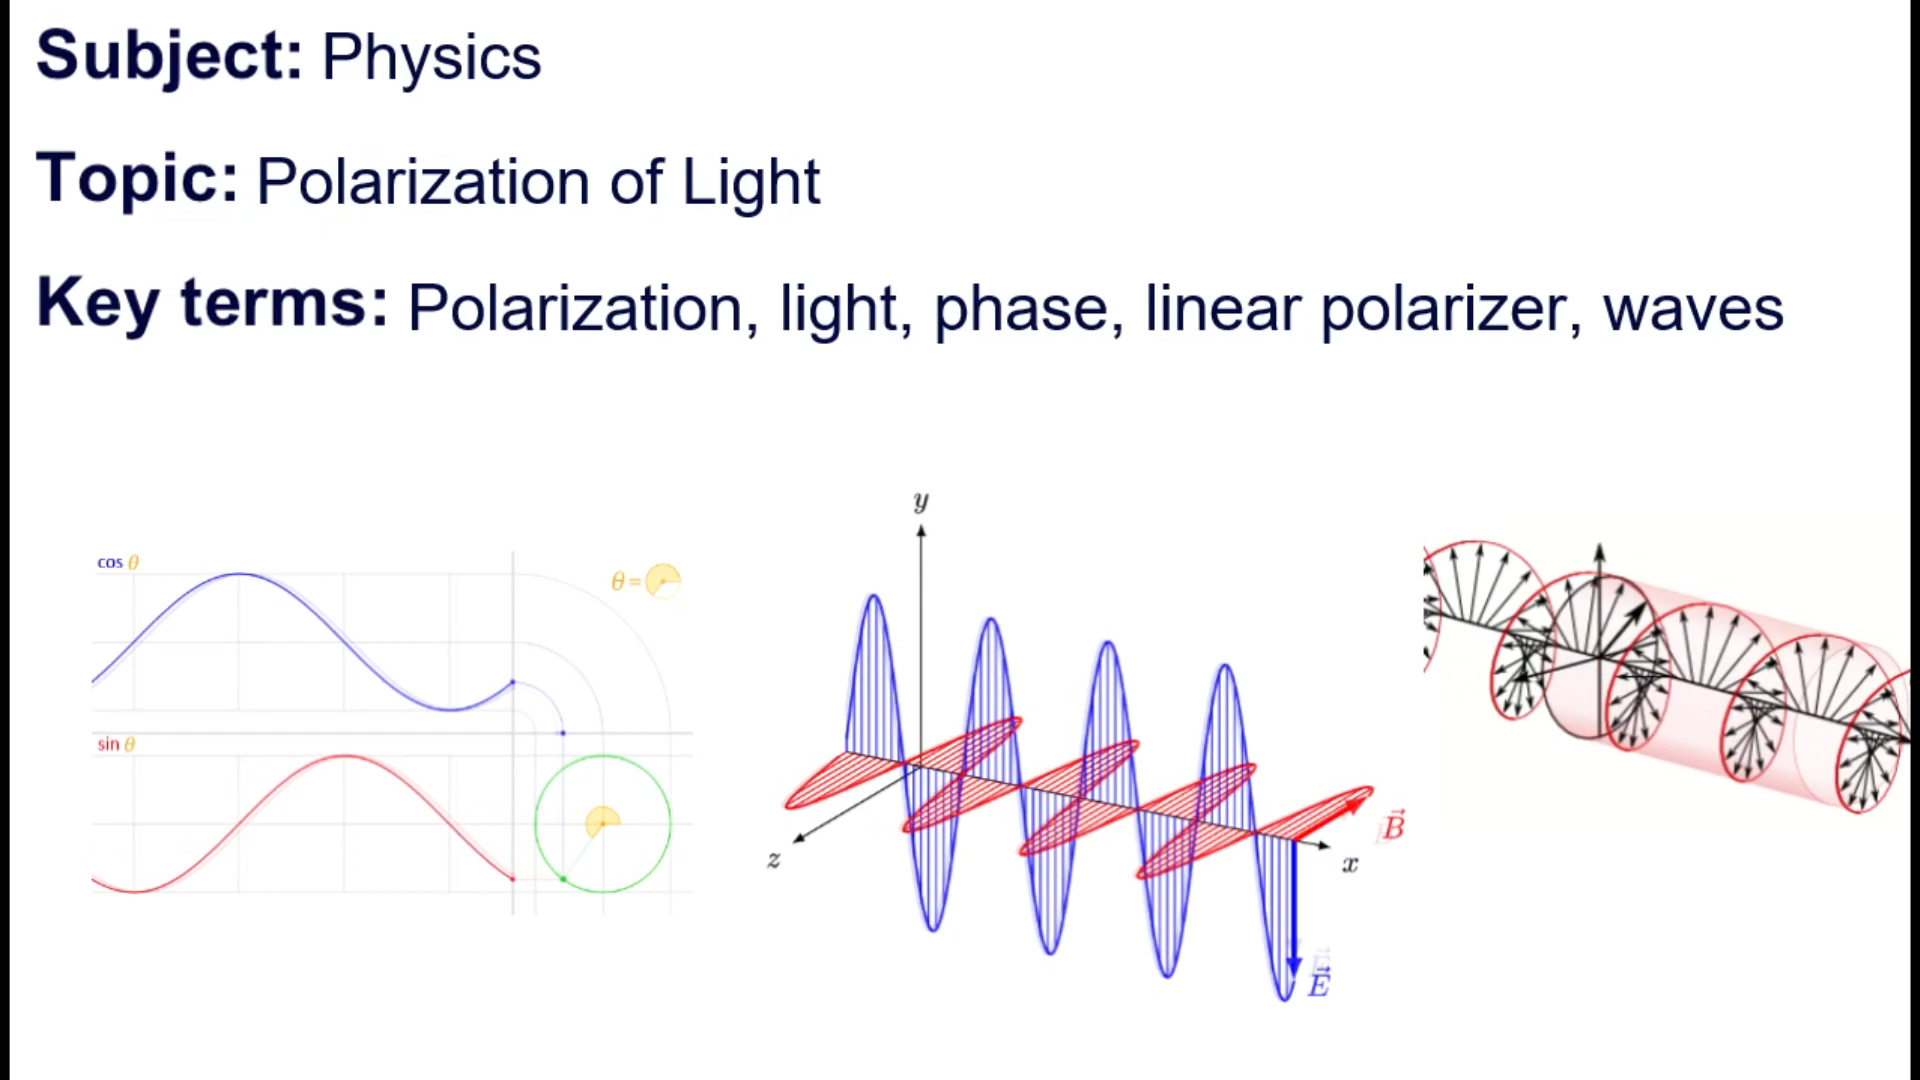 Subject: Physics
Topic: Polarization of Light
Key terms: Polarization, light, phase, linear polarizer, waves
y
cos θ
θ =
sin θ
B⃗
z
x
E⃗